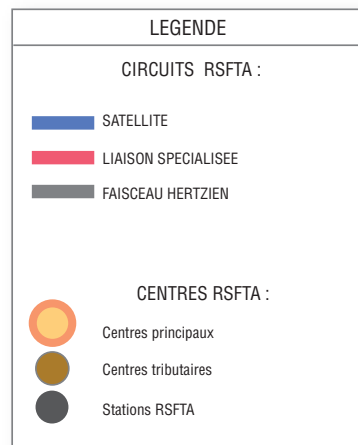 LEGENDE
CIRCUITS RSFTA :
SATELLITE
LIAISON SPECIALISEE
FAISCEAU HERTZIEN
CENTRES RSFTA :
Centres principaux
Centres tributaires
Stations RSFTA